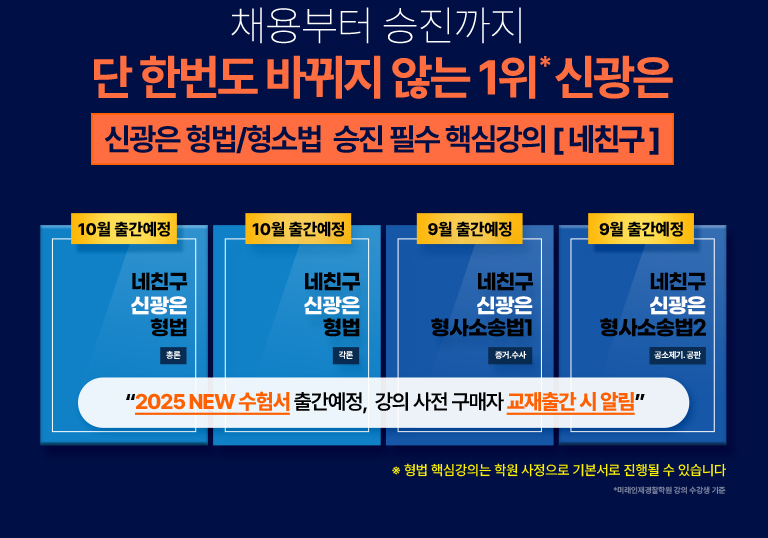 채용부터 승진까지
단 한번도 바뀌지 않는 1위* 신광은
신광은 형법/형소법 승진 필수 핵심강의 [네친구]
10월 출간예정
네친구
신광은
형법
총론
10월 출간예정
네친구
신광은
형법
각론
9월 출간예정
네친구
신광은
형사소송법1
증거.수사
9월 출간예정
네친구
신광은
형사소송법2
공소제기.공판
“2025 NEW 수험서 출간예정, 강의 사전 구매자 교재출간 시 알림”
※ 형법 핵심강의는 학원 사정으로 기본서로 진행될 수 있습니다
*미래인재경찰학원 강의 수강생 기준